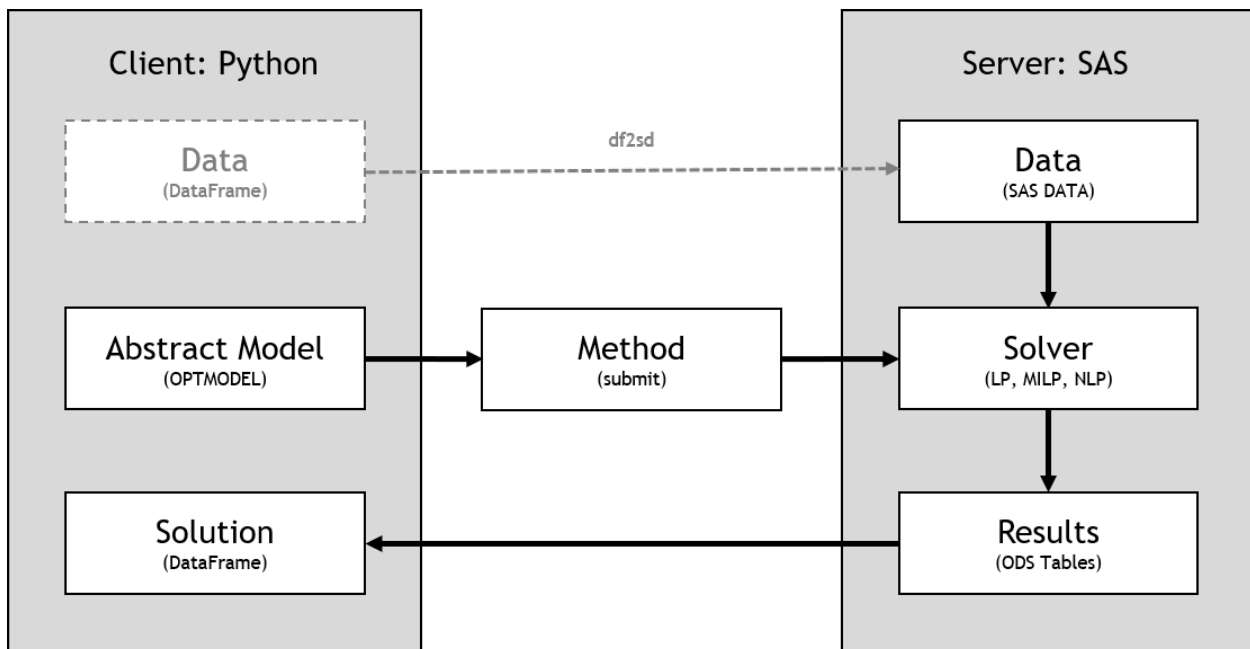 Client: Python
Server: SAS
Data
(DataFrame)
df2sd
Data
(SAS DATA)
Abstract Model
(OPTMODEL)
Method
(submit)
Solver
(LP, MILP, NLP)
Solution
(DataFrame)
Results
(ODS Tables)